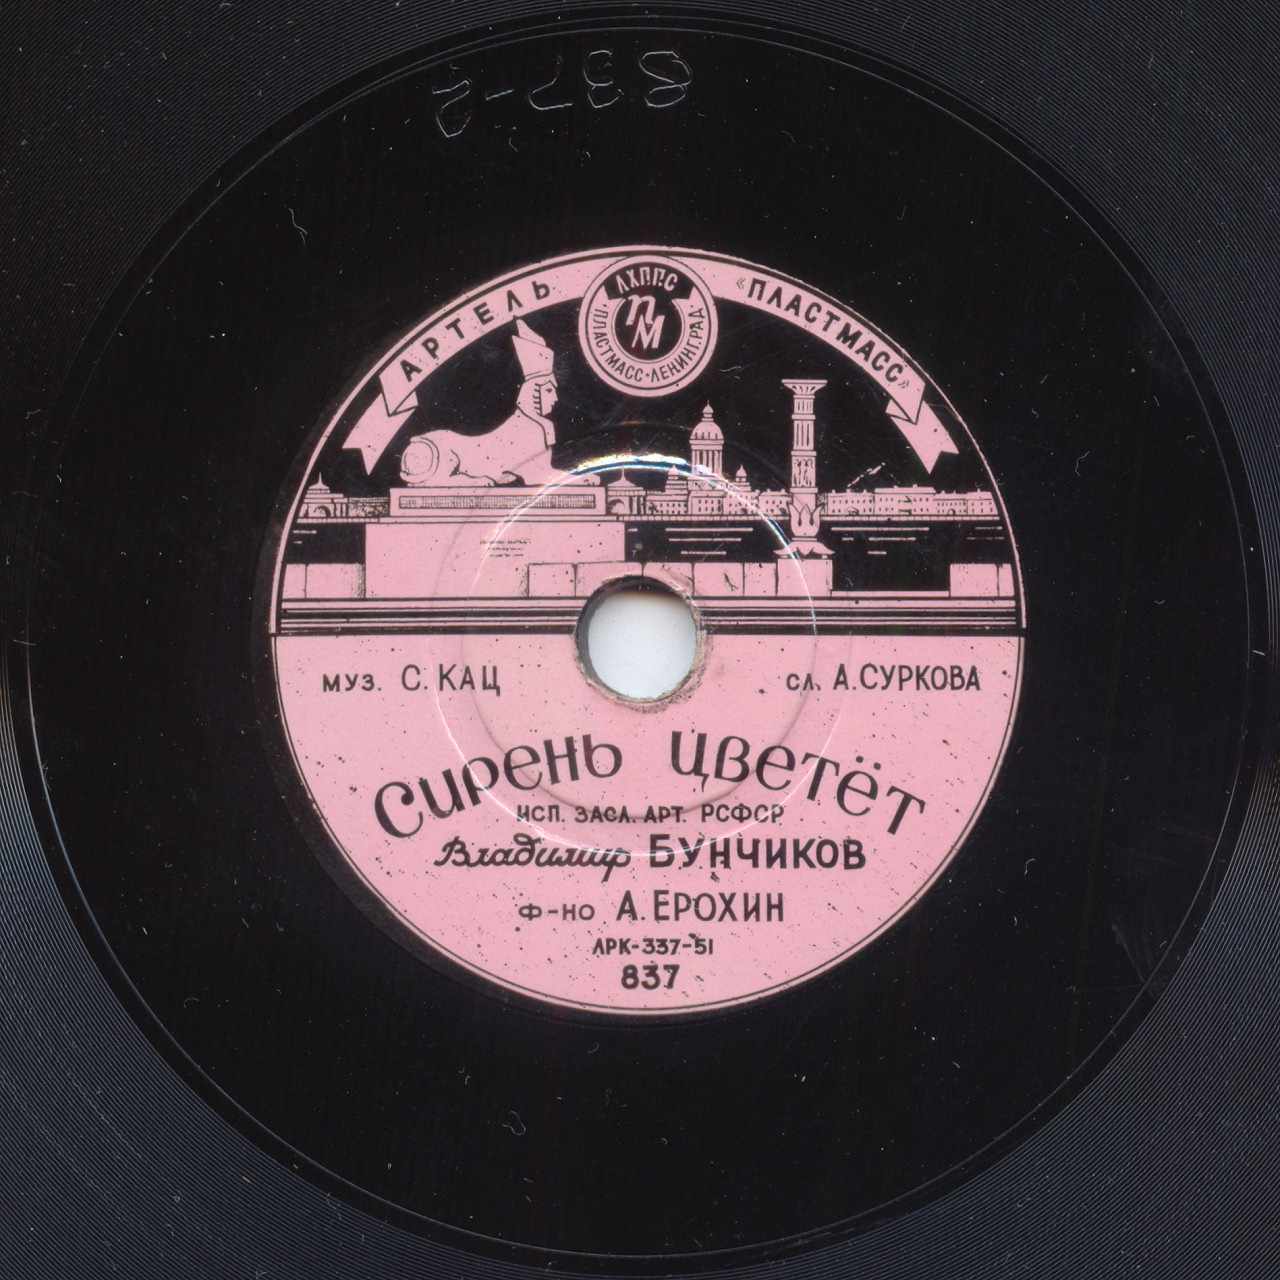 837-2
АРТЕЛЬ «ПЛАСТМАСС»
ЛХППС
ПМ
ПЛАСТМАСС·ЛЕНИНГРАД
муз. С. КАЦ
сл. А. СУРКОВА
Сирень цветёт
ИСП. ЗАСЛ. АРТ. РСФСР
Владимир БУНЧИКОВ
Ф-НО А. ЕРОХИН
ЛРК-337-51
837